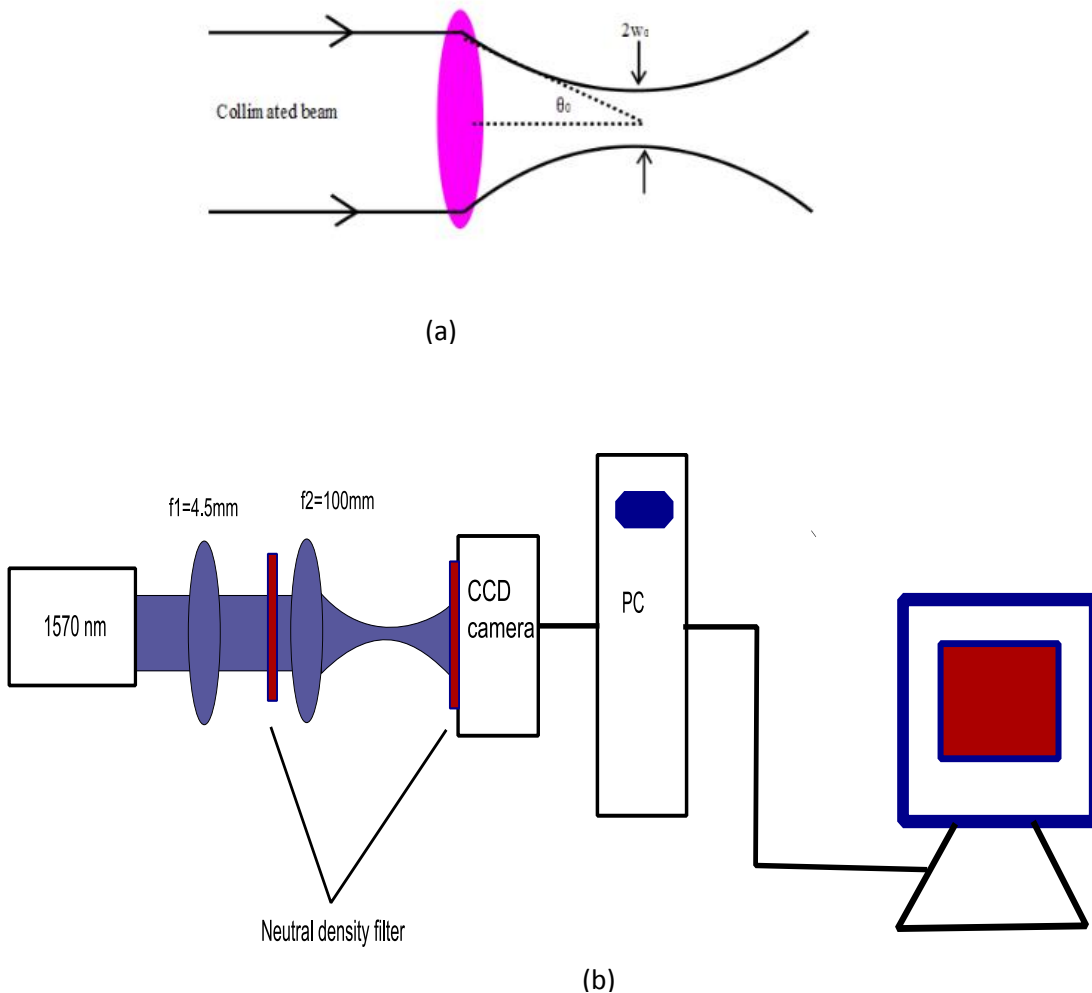 2w₀
θ₀
Collimated beam
(a)
f1=4.5mm
f2=100mm
1570 nm
CCD
camera
PC
Neutral density filter
(b)